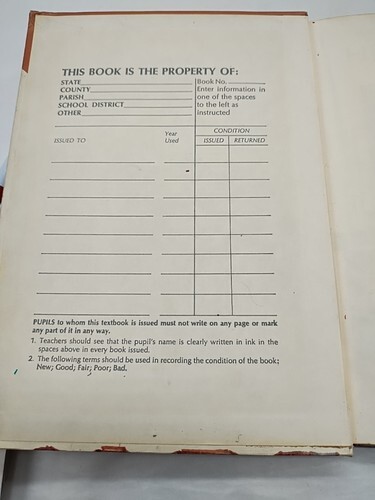 THIS BOOK IS THE PROPERTY OF:
STATE
COUNTY
PARISH
SCHOOL DISTRICT
OTHER
Book No.
Enter information in
one of the spaces
to the left as
instructed
ISSUED TO
Year
Used
CONDITION
ISSUED
RETURNED
PUPILS to whom this textbook is issued must not write on any page or mark
any part of it in any way.
1. Teachers should see that the pupil's name is clearly written in ink in the
spaces above in every book issued.
2. The following terms should be used in recording the condition of the book;
New; Good; Fair; Poor; Bad.